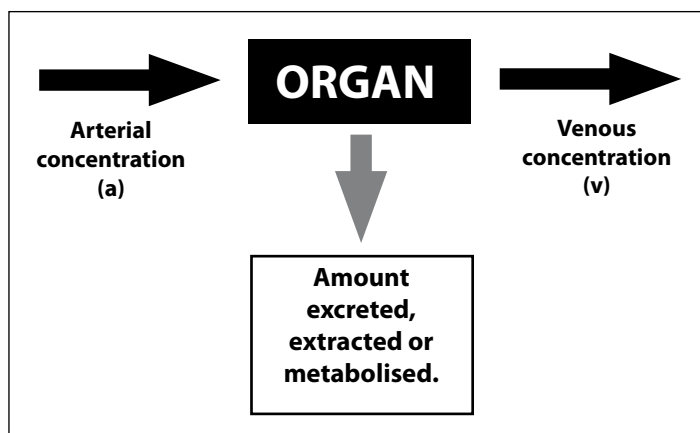 ORGAN
Arterial
concentration
(a)
Venous
concentration
(v)
Amount
excreted,
extracted or
metabolised.